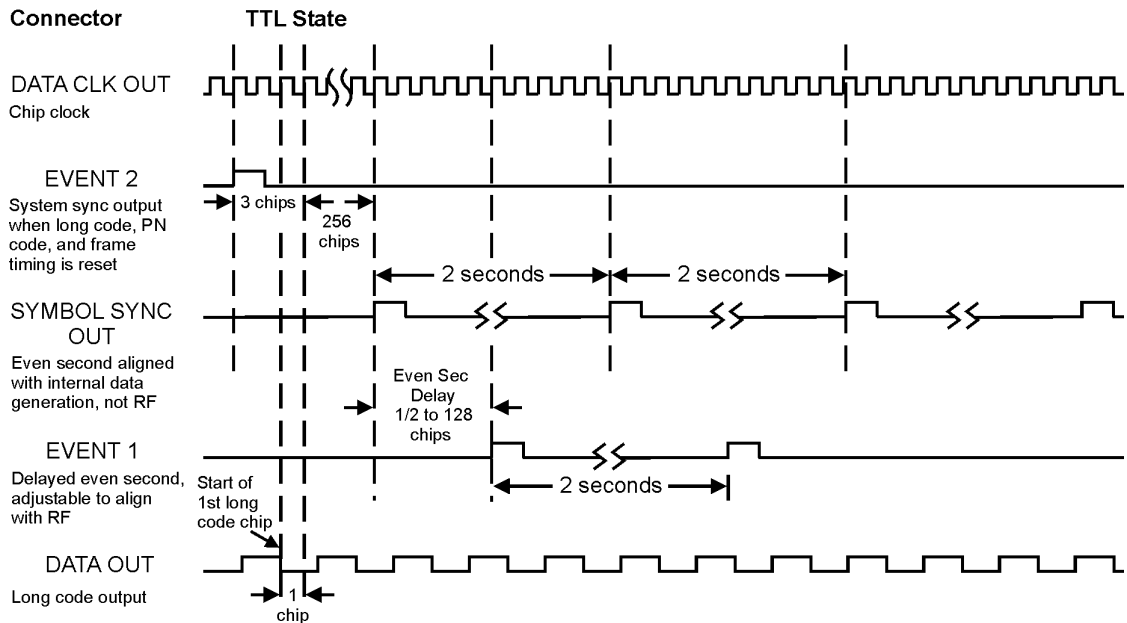 Connector TTL State
DATA CLK OUT
Chip clock
EVENT 2
System sync output
when long code, PN
code, and frame
timing is reset
3 chips
256
chips
2 seconds 2 seconds
SYMBOL SYNC
OUT
Even second aligned
with internal data
generation, not RF
Even Sec
Delay
1/2 to 128
chips
EVENT 1
Delayed even second,
adjustable to align
with RF
2 seconds
Start of
1st long
code chip
DATA OUT
Long code output
1
chip